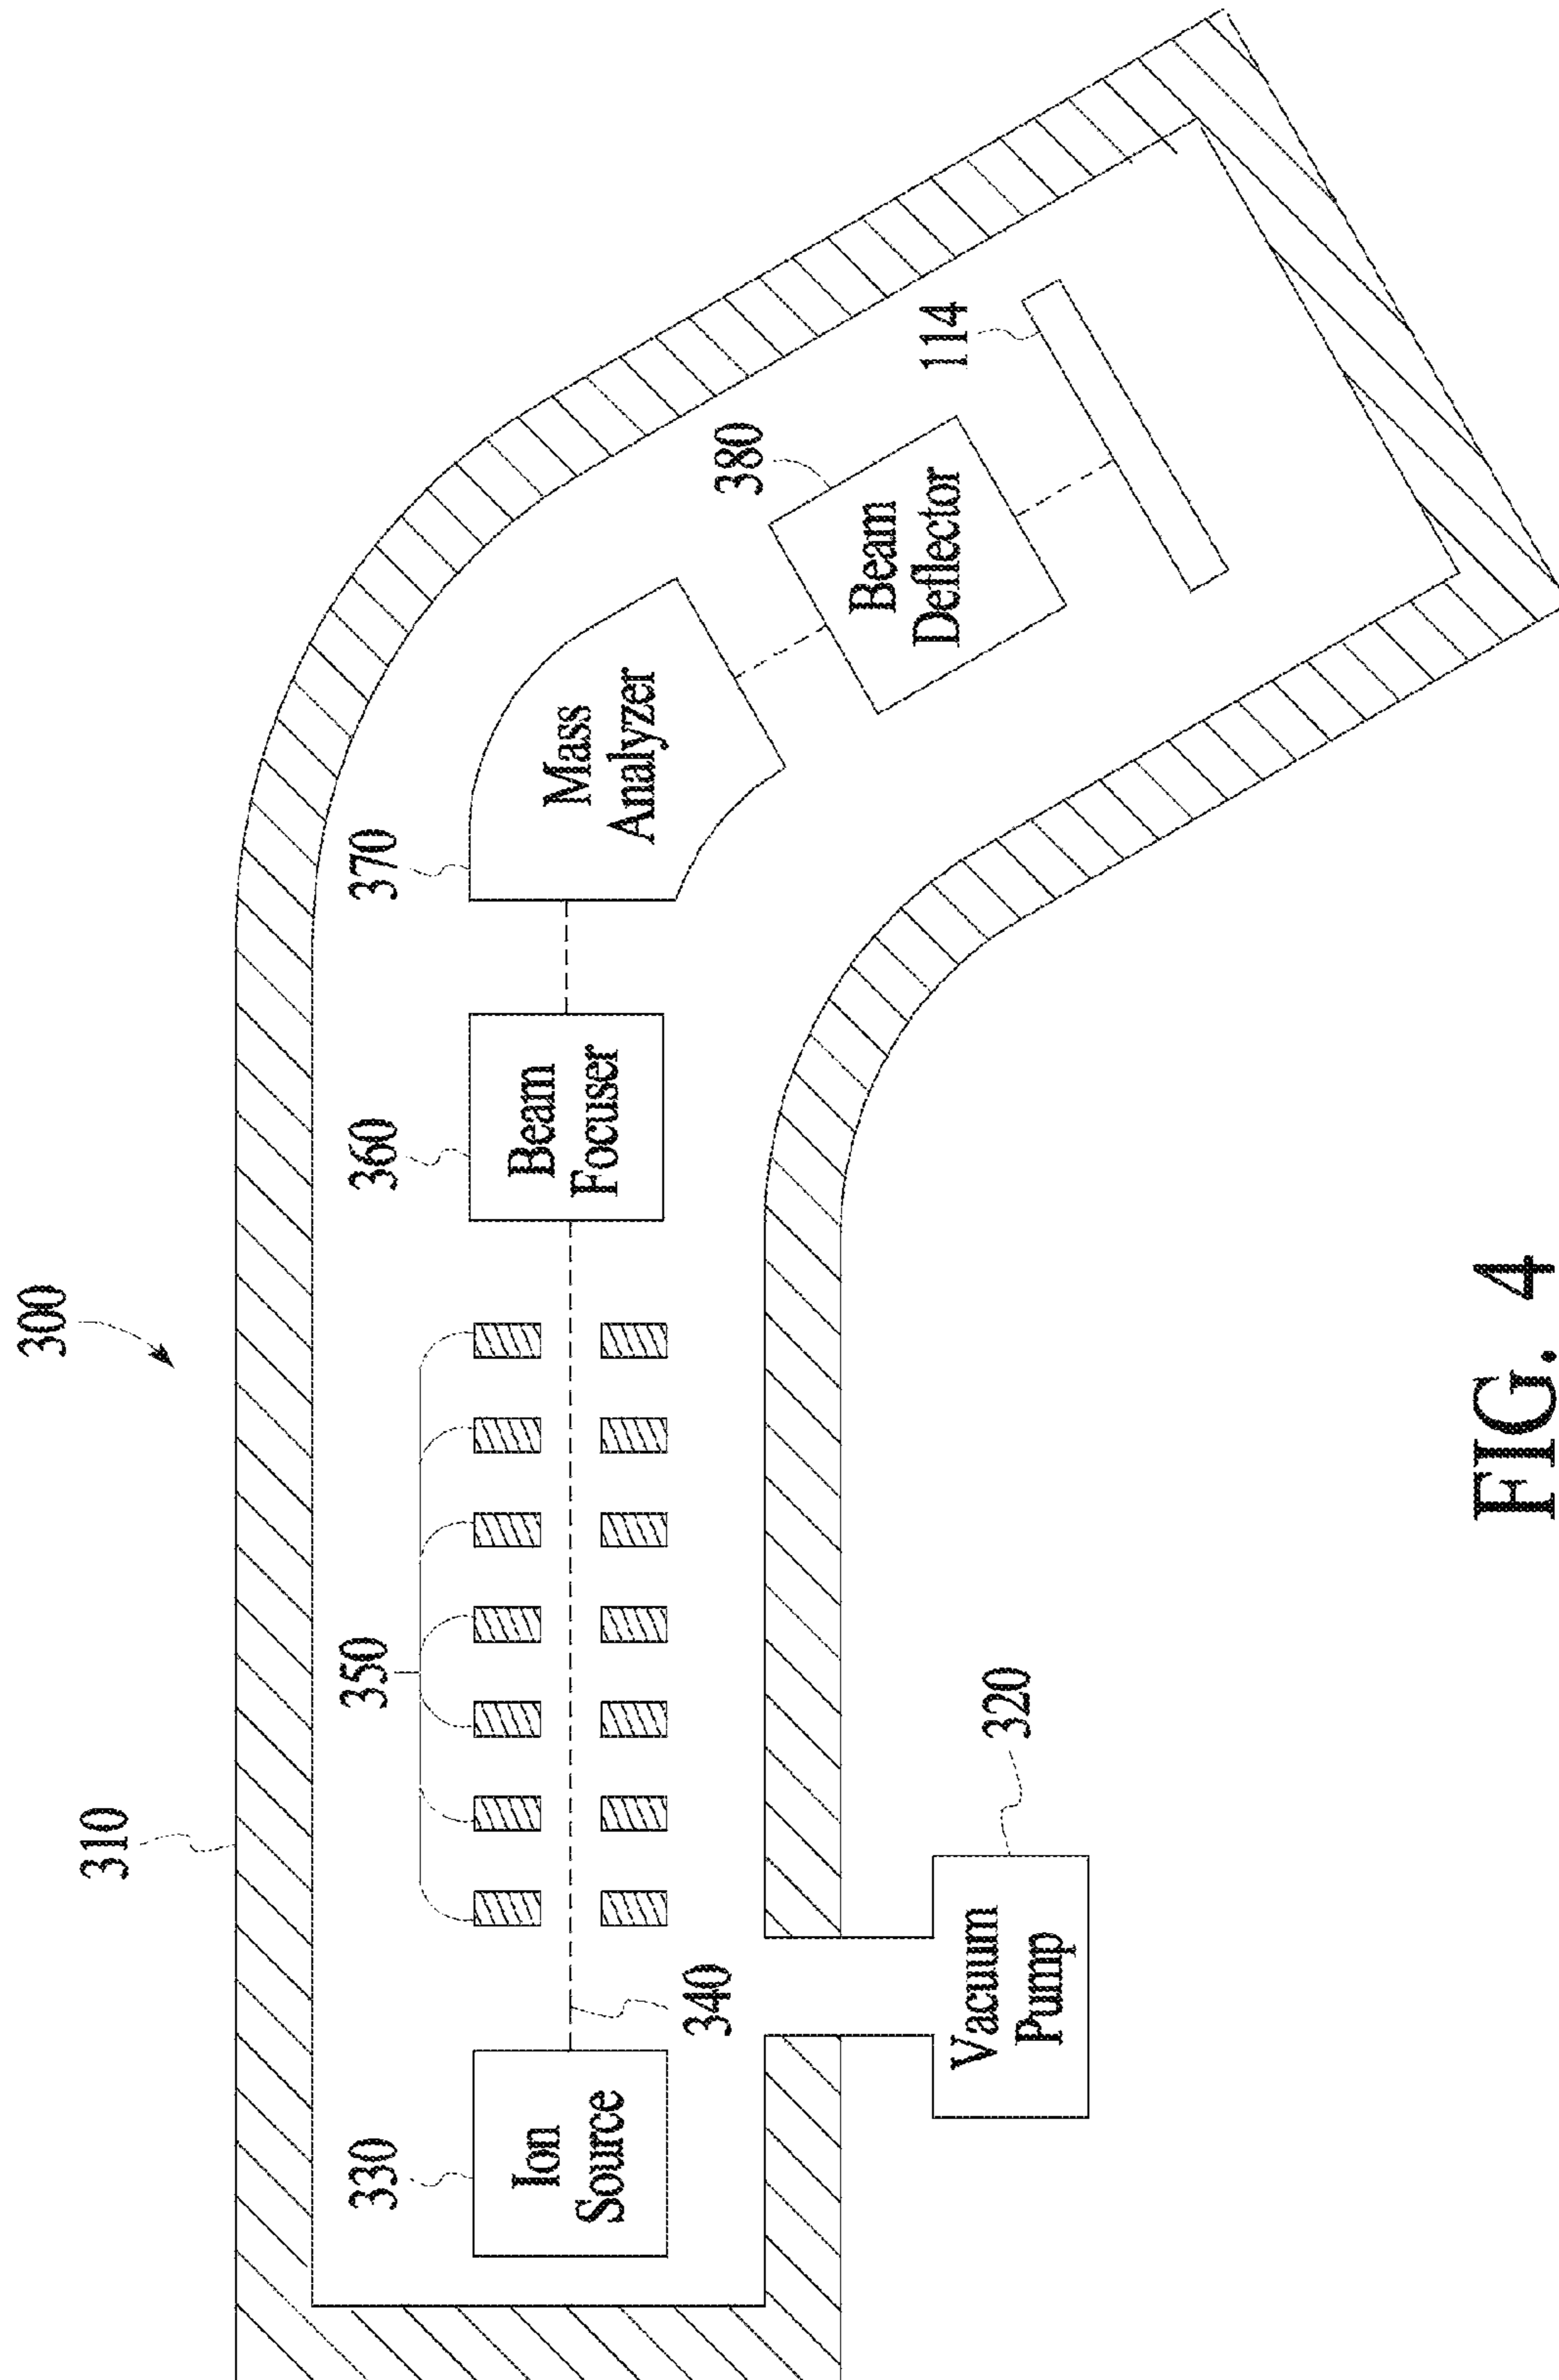 300
310
330
Ion
Source
340
350
360
Beam
Focuser
370
Mass
Analyzer
380
Beam
Deflector
114
Vacuum
Pump
320
FIG. 4